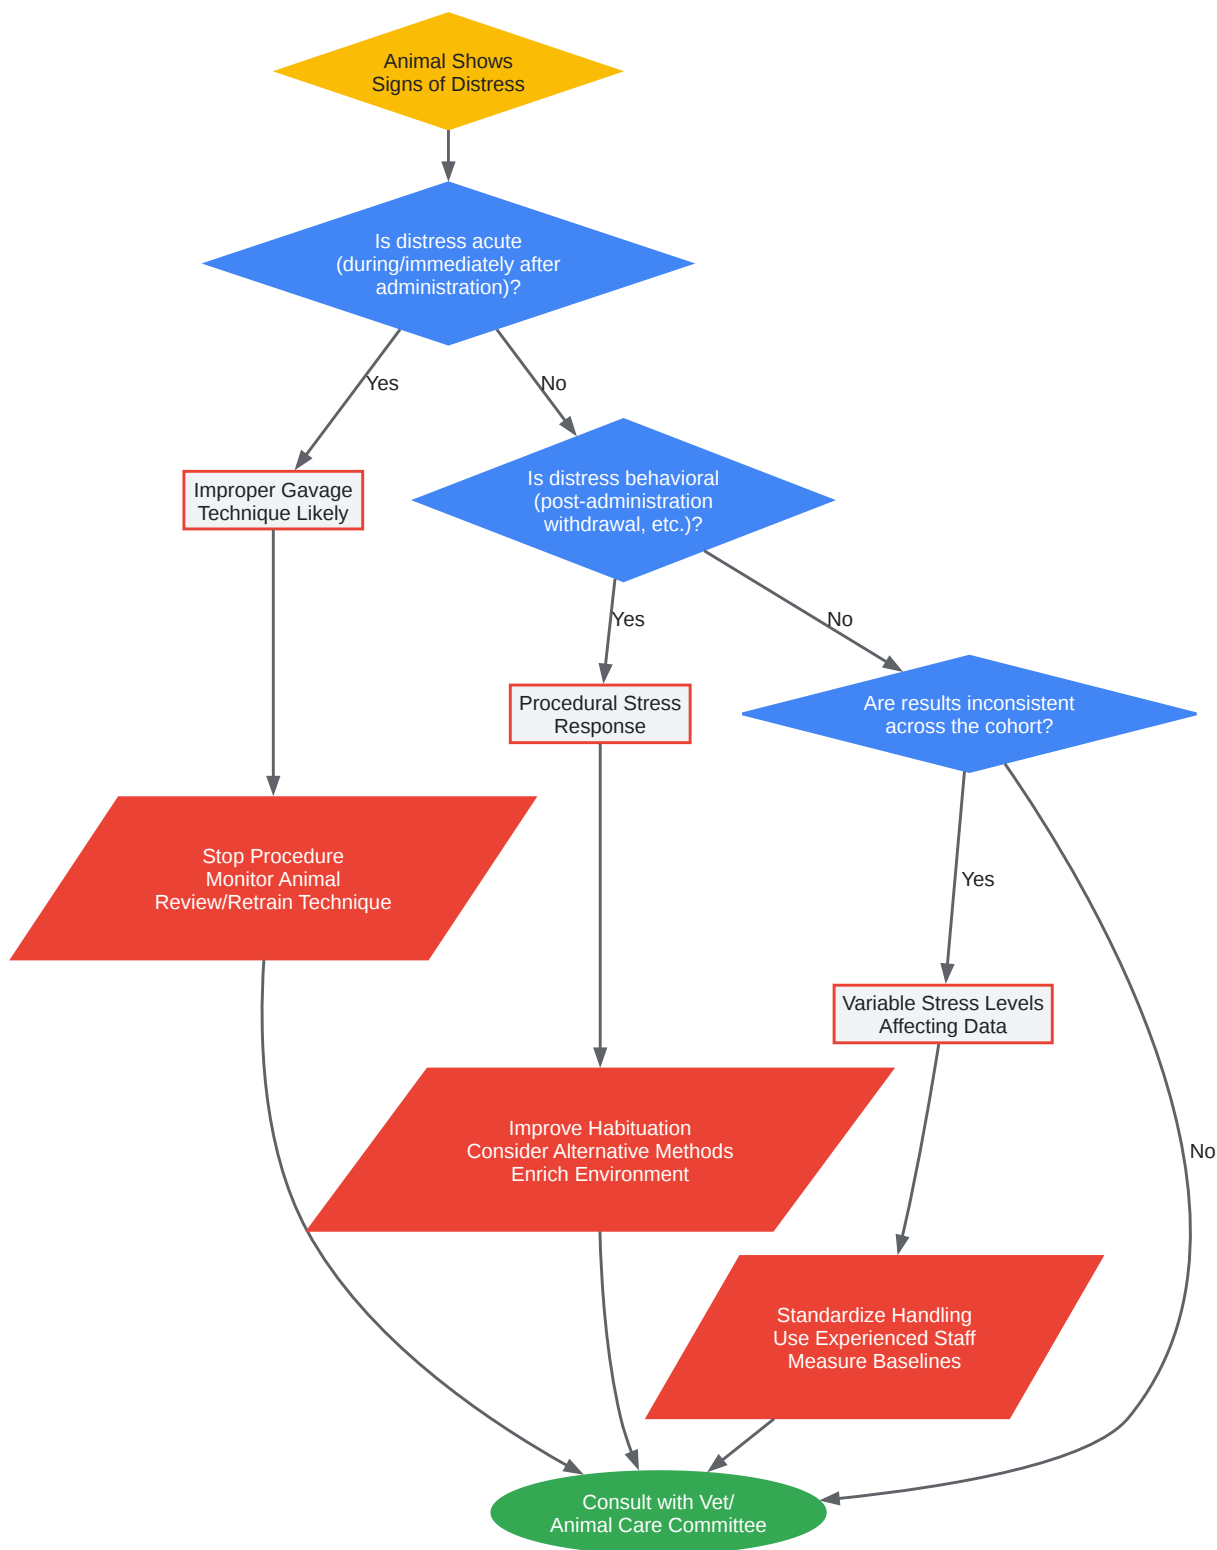 Animal Shows
Signs of Distress
Is distress acute
(during/immediately after
administration)?
Yes
No
Improper Gavage
Technique Likely
Is distress behavioral
(post-administration
withdrawal, etc.)?
Yes
No
Procedural Stress
Response
Are results inconsistent
across the cohort?
Stop Procedure
Monitor Animal
Review/Retrain Technique
Yes
Variable Stress Levels
Affecting Data
Improve Habituation
Consider Alternative Methods
Enrich Environment
No
Standardize Handling
Use Experienced Staff
Measure Baselines
Consult with Vet/
Animal Care Committee